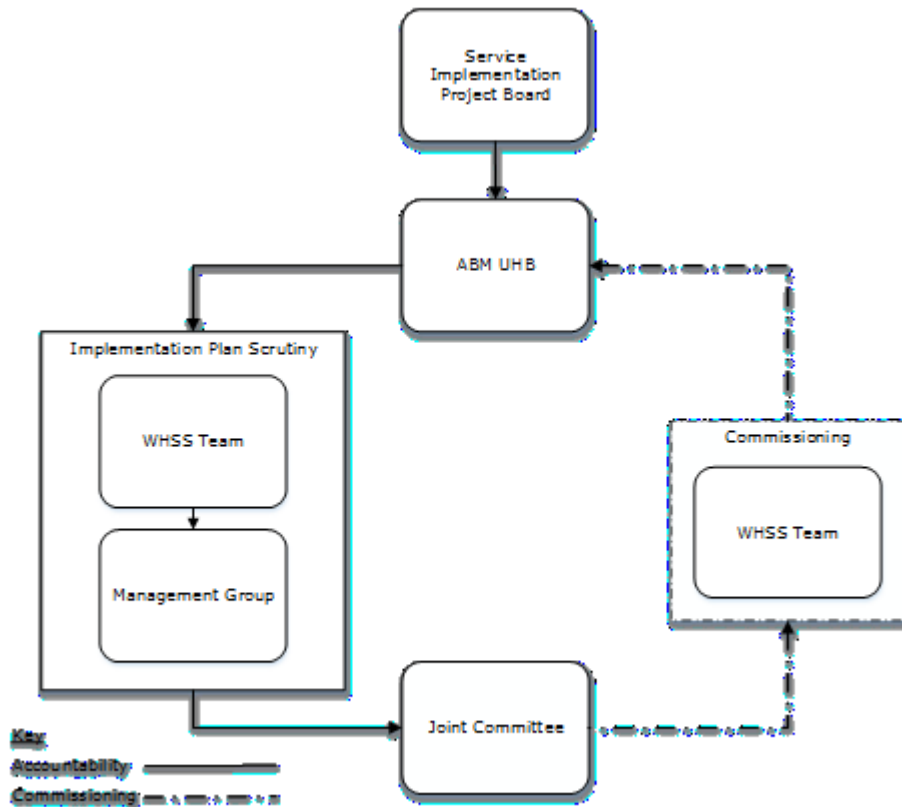 Service
Implementation
Project Board
ABM UHB
Implementation Plan Scrutiny
WHSS Team
Management Group
Commissioning
WHSS Team
Joint Committee
Key
Accountability
Commissioning